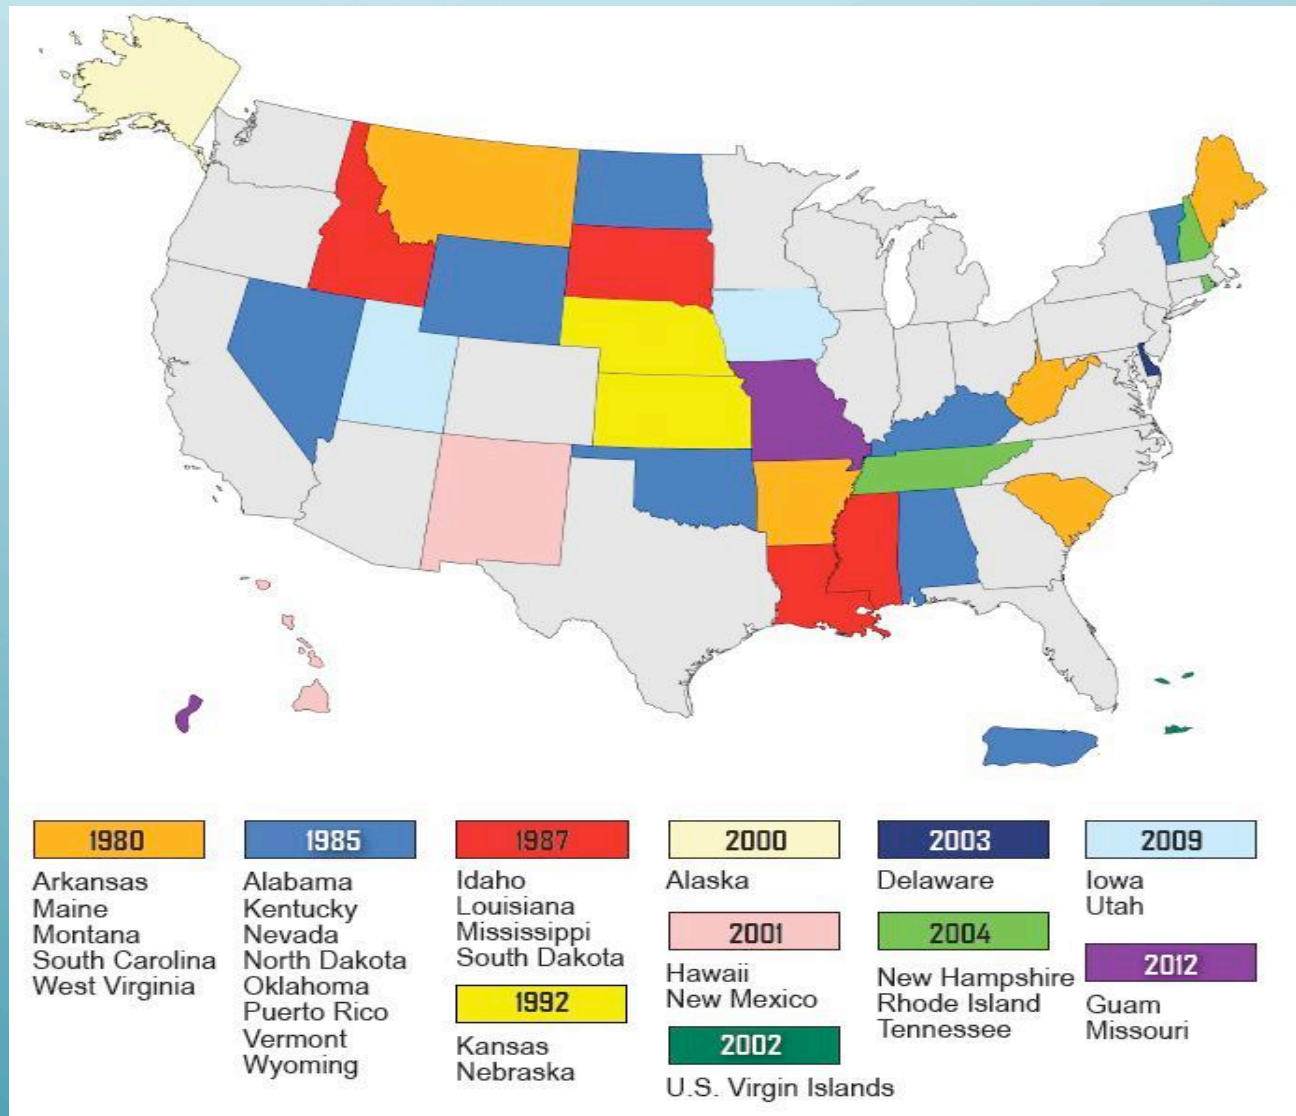 1980
Arkansas
Maine
Montana
South Carolina
West Virginia
1985
Alabama
Kentucky
Nevada
North Dakota
Oklahoma
Puerto Rico
Vermont
Wyoming
1987
Idaho
Louisiana
Mississippi
South Dakota
1992
Kansas
Nebraska
2000
Alaska
2001
Hawaii
New Mexico
2002
U.S. Virgin Islands
2003
Delaware
2004
New Hampshire
Rhode Island
Tennessee
2009
Iowa
Utah
2012
Guam
Missouri